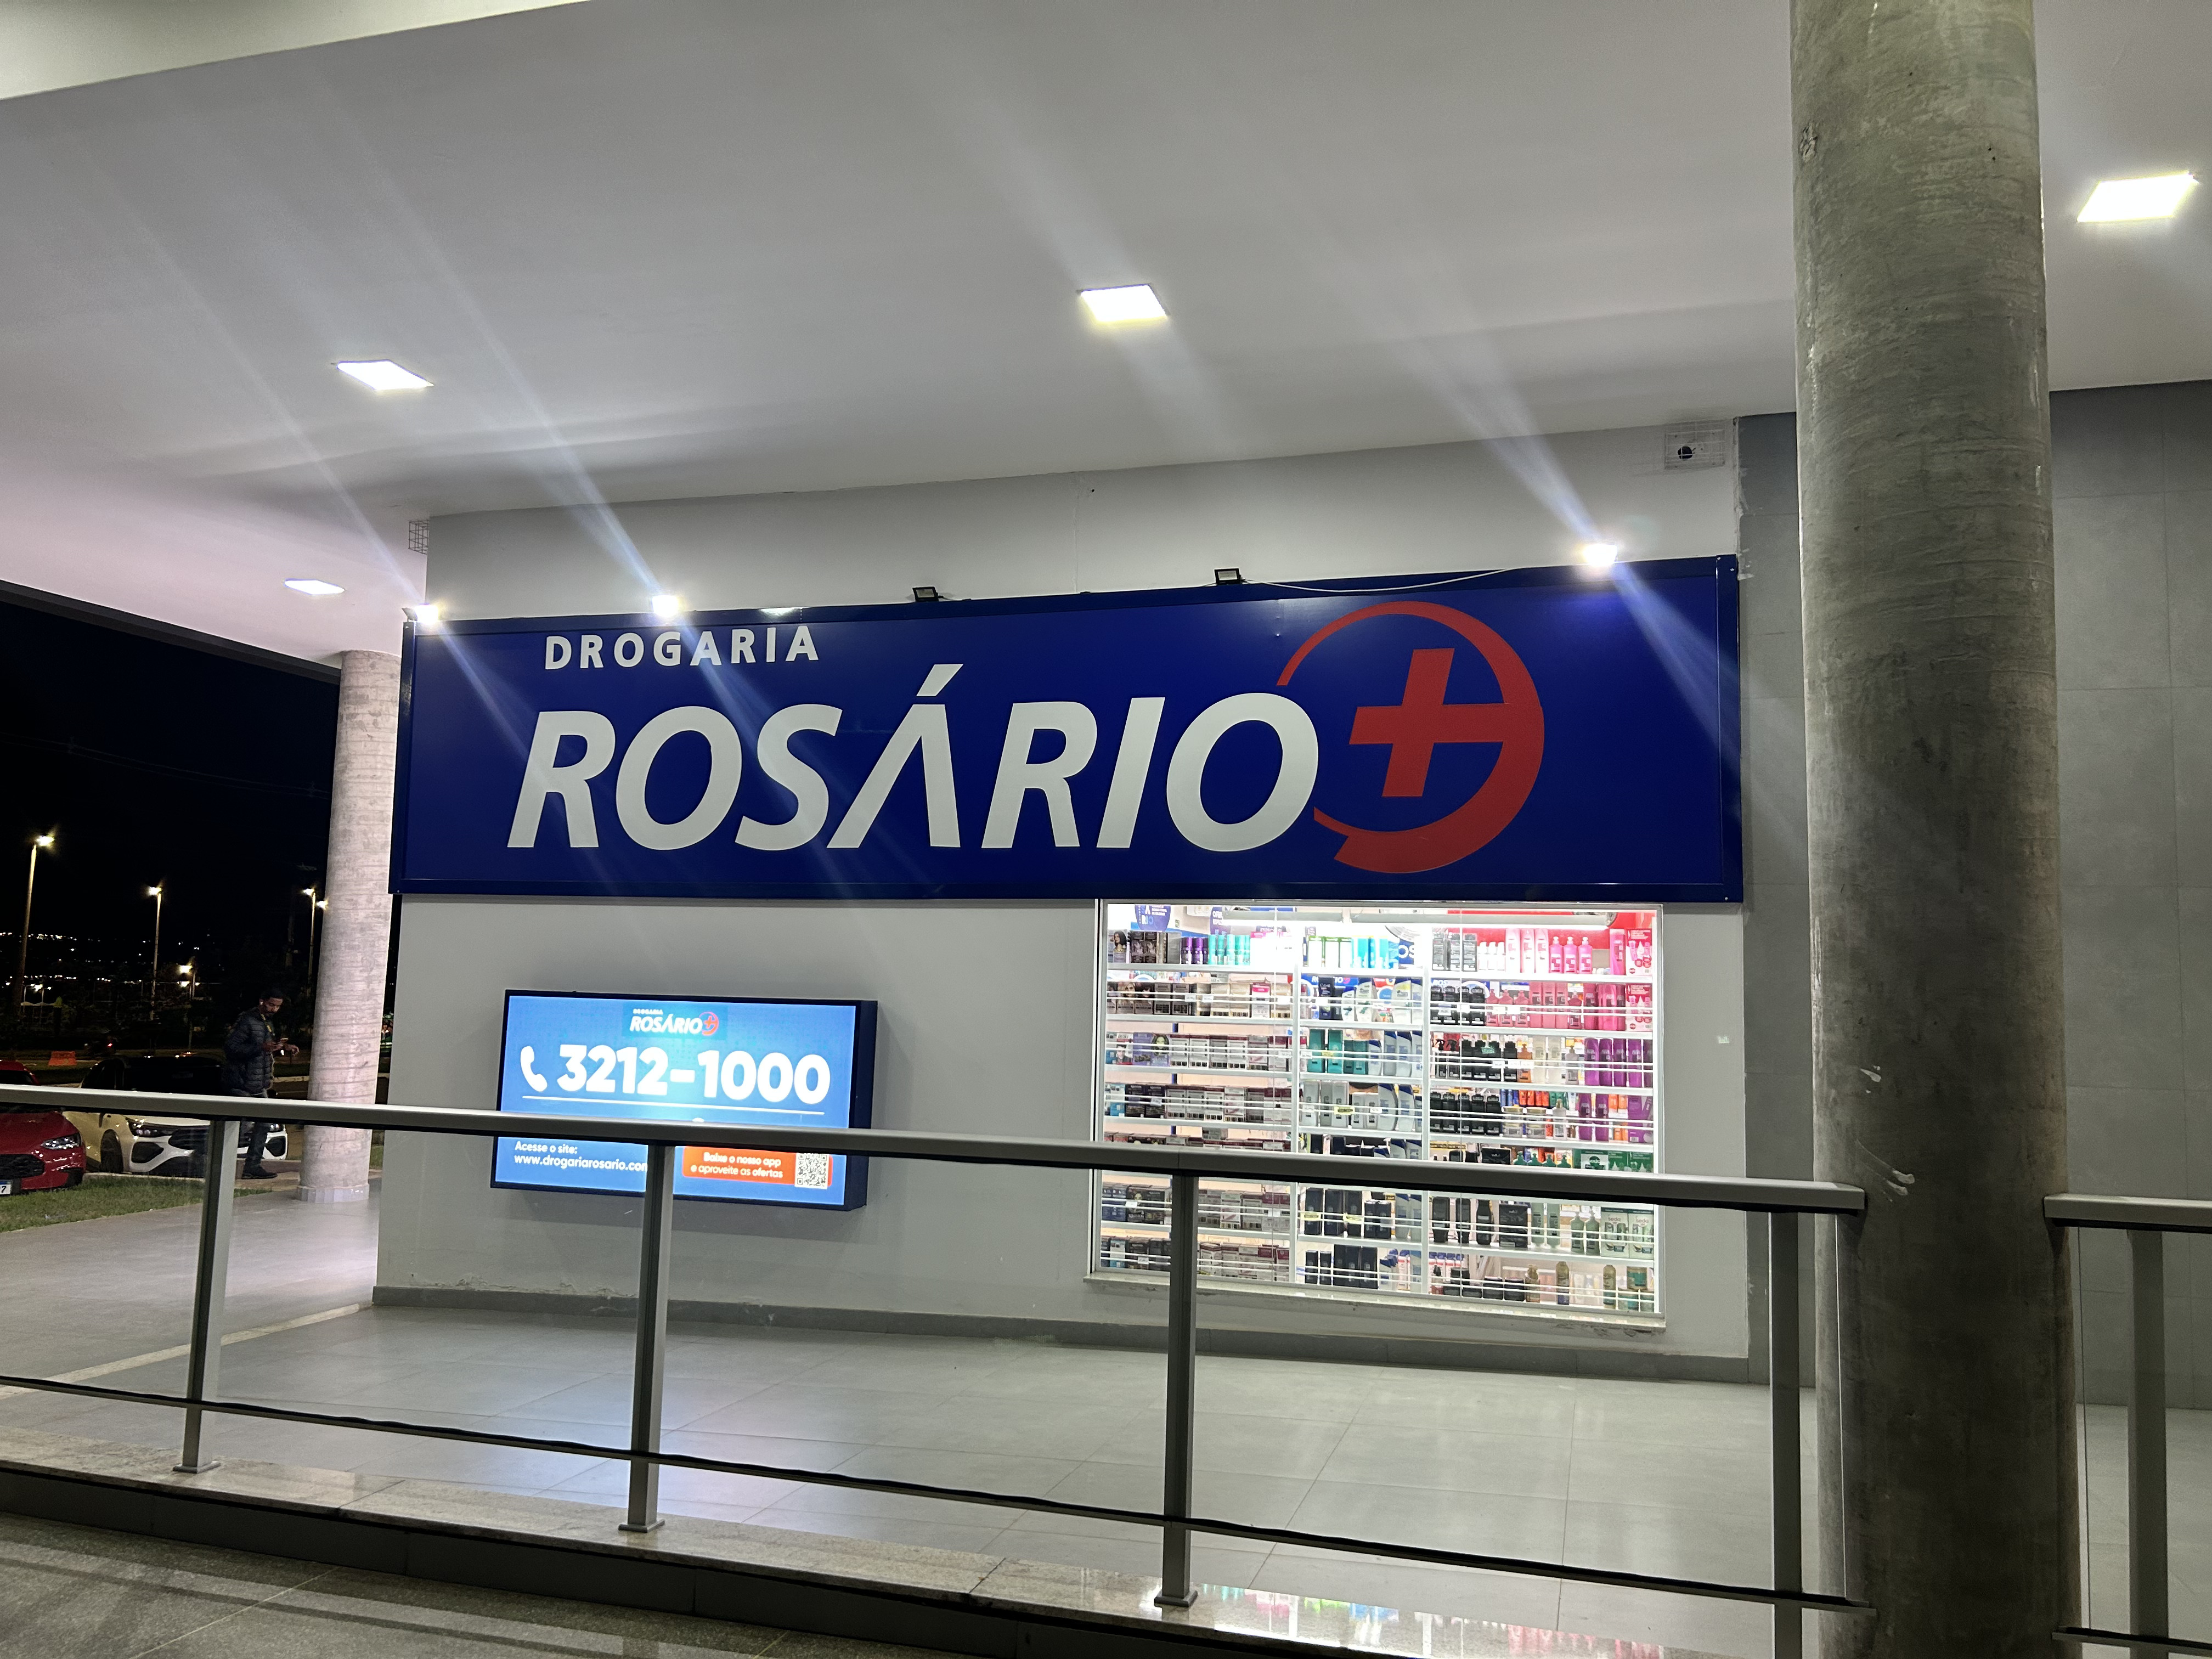 DROGARIA
ROSÁRIO
DROGARIA
ROSÁRIO
3212-1000
Acesse o site:
www.drogariarosario.com
Baixe o nosso app
e aproveite as ofertas